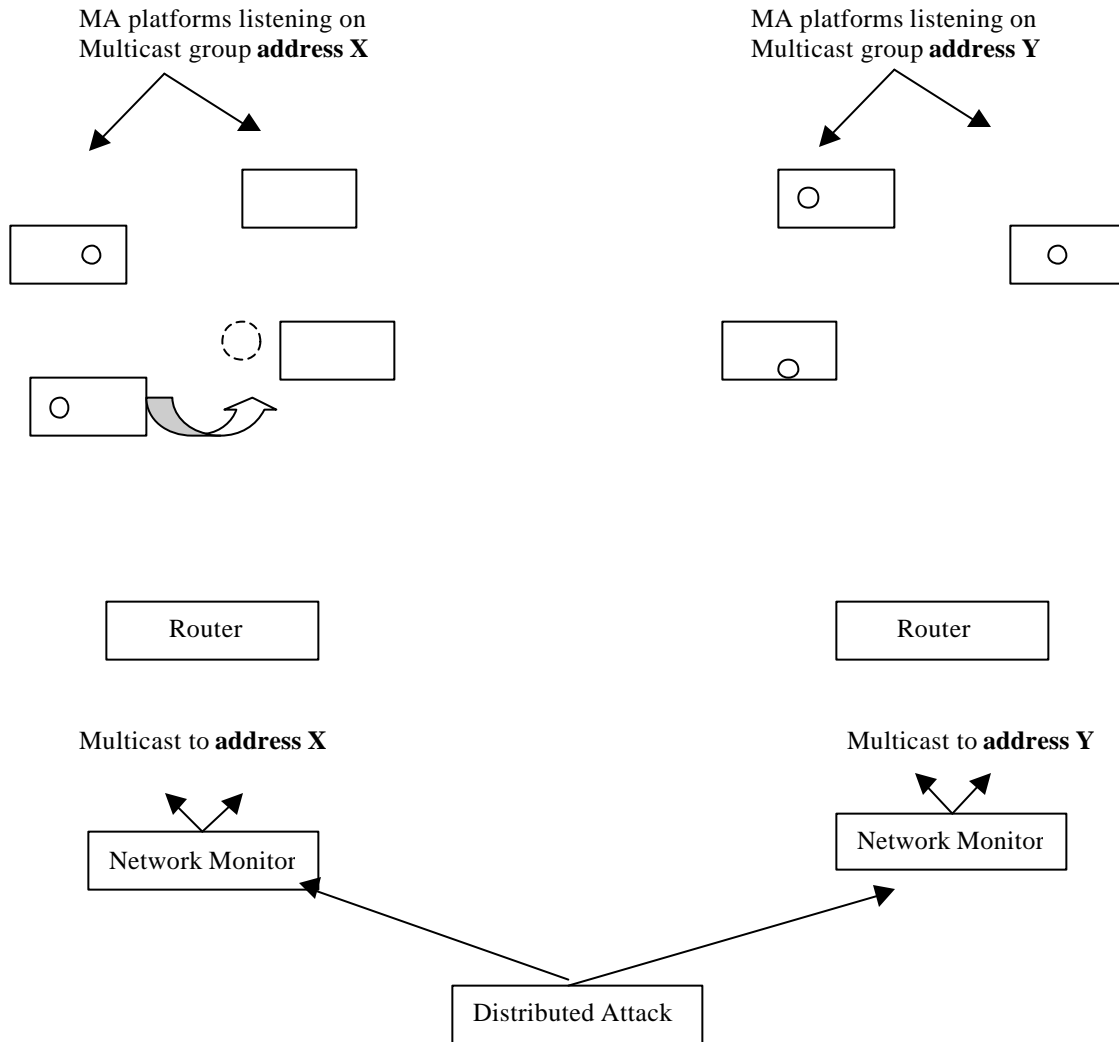 MA platforms listening on
Multicast group address X
MA platforms listening on
Multicast group address Y
Router
Router
Multicast to address X
Multicast to address Y
Network Monitor
Network Monitor
Distributed Attack